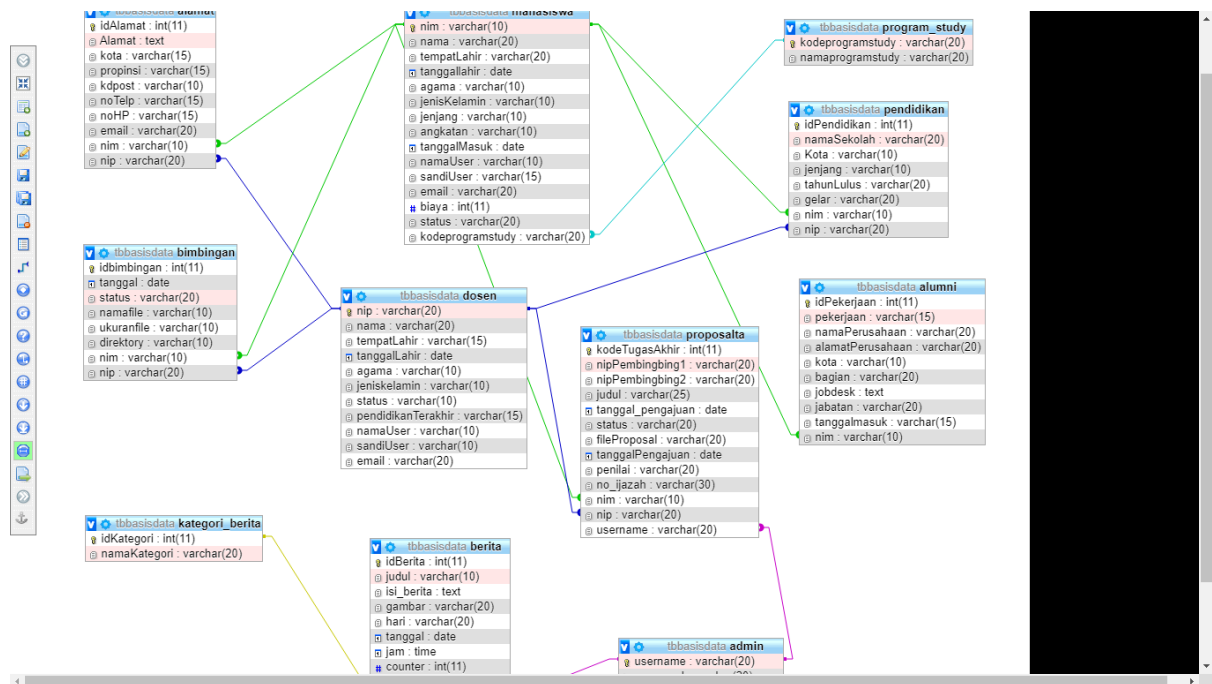 tbbasisdata alamat
idAlamat : int(11)
Alamat : text
kota : varchar(15)
propinsi : varchar(15)
kdpost : varchar(10)
noTelp : varchar(15)
noHP : varchar(15)
email : varchar(20)
nim : varchar(10)
nip : varchar(20)
tbbasisdata mahasiswa
nim : varchar(10)
nama : varchar(20)
tempatLahir : varchar(20)
tanggallahir : date
agama : varchar(10)
jenisKelamin : varchar(10)
jenjang : varchar(10)
angkatan : varchar(10)
tanggalMasuk : date
namaUser : varchar(10)
sandiUser : varchar(15)
email : varchar(20)
biaya : int(11)
status : varchar(20)
kodeprogramstudy : varchar(20)
tbbasisdata program_study
kodeprogramstudy : varchar(20)
namaprogramstudy : varchar(20)
tbbasisdata pendidikan
idPendidikan : int(11)
namaSekolah : varchar(20)
Kota : varchar(10)
jenjang : varchar(10)
tahunLulus : varchar(20)
gelar : varchar(20)
nim : varchar(10)
nip : varchar(20)
tbbasisdata bimbingan
idbimbingan : int(11)
tanggal : date
status : varchar(20)
namafile : varchar(10)
ukuranfile : varchar(10)
direktory : varchar(10)
nim : varchar(10)
nip : varchar(20)
tbbasisdata dosen
nip : varchar(20)
nama : varchar(20)
tempatLahir : varchar(15)
tanggalLahir : date
agama : varchar(10)
jeniskelamin : varchar(10)
status : varchar(10)
pendidikanTerakhir : varchar(15)
namaUser : varchar(10)
sandiUser : varchar(10)
email : varchar(20)
tbbasisdata proposalta
kodeTugasAkhir : int(11)
nipPembingbing1 : varchar(20)
nipPembingbing2 : varchar(20)
judul : varchar(25)
tanggal_pengajuan : date
status : varchar(20)
fileProposal : varchar(20)
tanggalPengajuan : date
penilai : varchar(20)
no_ijazah : varchar(30)
nim : varchar(10)
nip : varchar(20)
username : varchar(20)
tbbasisdata alumni
idPekerjaan : int(11)
pekerjaan : varchar(15)
namaPerusahaan : varchar(20)
alamatPerusahaan : varchar(20)
kota : varchar(10)
bagian : varchar(20)
jobdesk : text
jabatan : varchar(20)
tanggalmasuk : varchar(15)
nim : varchar(10)
tbbasisdata kategori_berita
idKategori : int(11)
namaKategori : varchar(20)
tbbasisdata berita
idBerita : int(11)
judul : varchar(10)
isi_berita : text
gambar : varchar(20)
hari : varchar(20)
tanggal : date
jam : time
counter : int(11)
tbbasisdata admin
username : varchar(20)